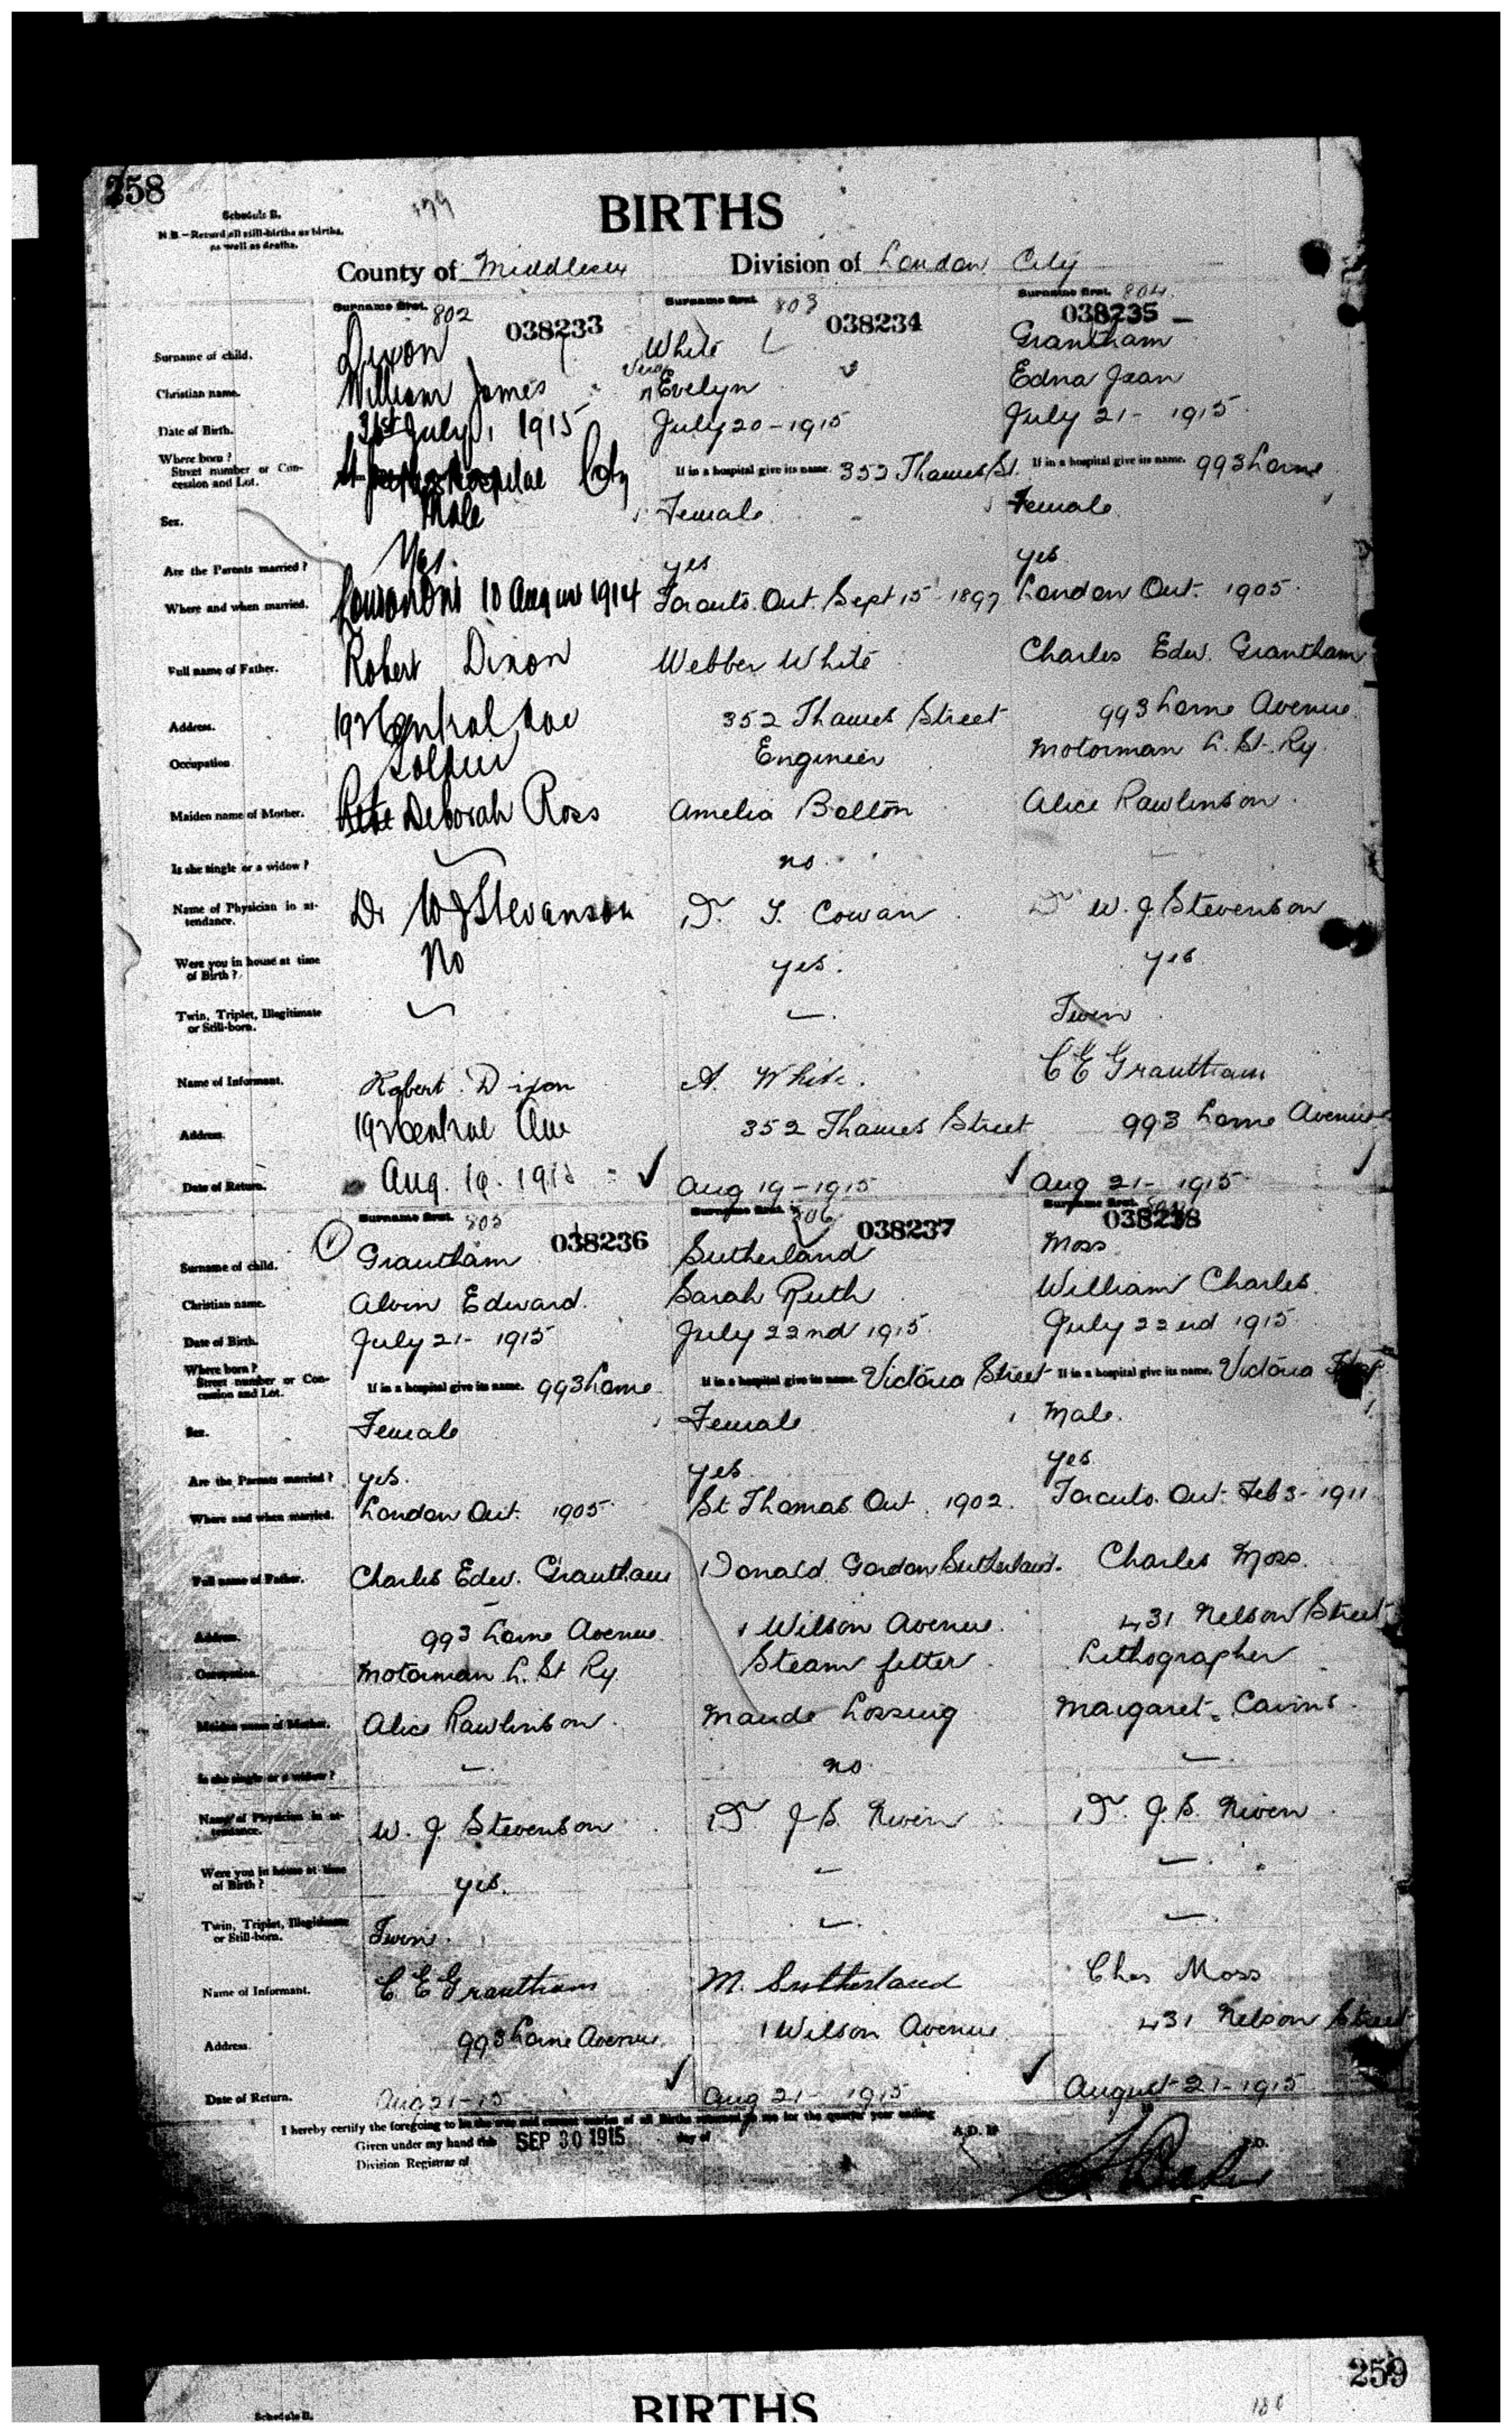 258
Schedule B.
N.B.—Record all still-births as births, as well as deaths.
BIRTHS
County of Middlesex Division of London City
Surname first. 802 038233
Surname first. 803 038234
Surname first. 804 038235
Surname of child. Dixon White Grantham
Christian name. William James Vera Evelyn Edna Jean
Date of Birth. 31st July, 1915 July 20-1915 July 21- 1915
Where born? Street number or Concession and Lot. St Josephs Hospital City If in a hospital give its name. 352 Thames St. If in a hospital give its name. 993 Lorne
Sex. Male Female Female
Are the Parents married? Yes. yes yes
Where and when married. London Ont 10 August 1914 Toronto. Ont. Sept 15-1897 London Ont. 1905.
Full name of Father. Robert Dixon Webber White Charles Edw. Grantham
Address. 192 Central Ave 352 Thames Street 993 Lorne Avenue
Occupation Soldier Engineer Motorman L. St. Ry.
Maiden name of Mother. Deborah Ross Amelia Bolton Alice Rawlinson.
Is she single or a widow? no.
Name of Physician in attendance. Dr W J Stevanson Dr. T. Cowan Dr W. J. Stevenson
Were you in house at time of Birth? No yes. yes
Twin, Triplet, Illegitimate or Still-born. — — Twin
Name of Informant. Robert Dixon A. White. C E Grantham
Address. 192 Central Ave 352 Thames Street 993 Lorne Avenue
Date of Return. Aug. 19. 1915 ✓ Aug 19-1915 ✓ Aug 21- 1915 ✓
Surname first. 805 038236
Surname first. 806 038237
Surname first. 038238
Surname of child. Grantham Sutherland Moss
Christian name. Alvin Edward. Sarah Ruth William Charles
Date of Birth. July 21- 1915 July 22nd 1915 July 22nd 1915
Where born? Street number or Concession and Lot. If in a hospital give its name. 993 Lorne If in a hospital give its name. Victoria Street If in a hospital give its name. Victoria
Sex. Female Female Male.
Are the Parents married? yes. yes yes
Where and when married. London Ont. 1905 St Thomas Ont. 1902. Toronto. Ont. Feb 3- 1911
Full name of Father. Charles Edw. Grantham Donald Gordon Sutherland. Charles Moss.
Address. 993 Lorne Avenue 1 Wilson Avenue. 431 Nelson Street
Occupation. Motorman L. St Ry. Steam fitter Lithographer
Maiden name of Mother. Alice Rawlinson. Maude Lossing Margaret Cairns
Is she single or a widow? — no —
Name of Physician in attendance. W. J. Stevenson Dr J S. Niven Dr. J. S. Niven
Were you in house at time of Birth? yes. — —
Twin, Triplet, Illegitimate or Still-born. Twin. — —
Name of Informant. C. E Grantham M. Sutherland Chas Moss
Address. 993 Lorne Avenue. 1 Wilson Avenue 431 Nelson Street
Date of Return. Aug 21-15 ✓ Aug 21- 1915 ✓ August 21-1915
I hereby certify the foregoing to be the true and correct entries of all Births returned to me for the quarter year ending A.D. 19
Given under my hand this SEP 30 1915 day of A.D.
Division Registrar of
259
BIRTHS
Schedule B.